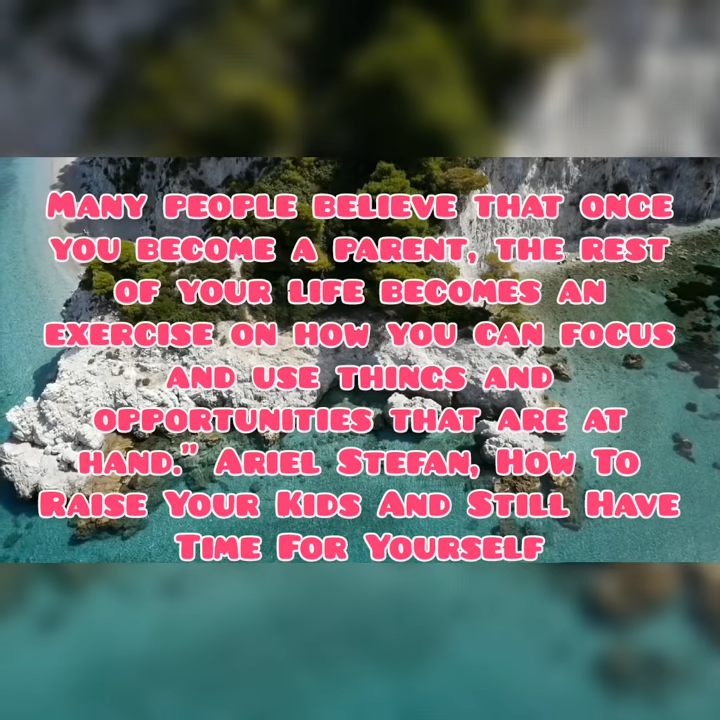 Many people believe that once
you become a parent, the rest
of your life becomes an
exercise on how you can focus
and use things and
opportunities that are at
hand.” Ariel Stefan, How To
Raise Your Kids And Still Have
Time For Yourself